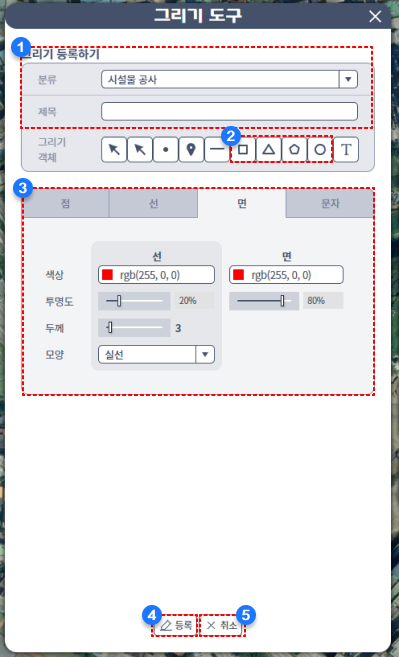 그리기 도구
1
그리기 등록하기
분류
시설물 공사
제목
그리기
객체
2
T
3
점
선
면
문자
선
면
색상
rgb(255, 0, 0)
rgb(255, 0, 0)
투명도
20%
80%
두께
3
모양
실선
4
등록
5
취소